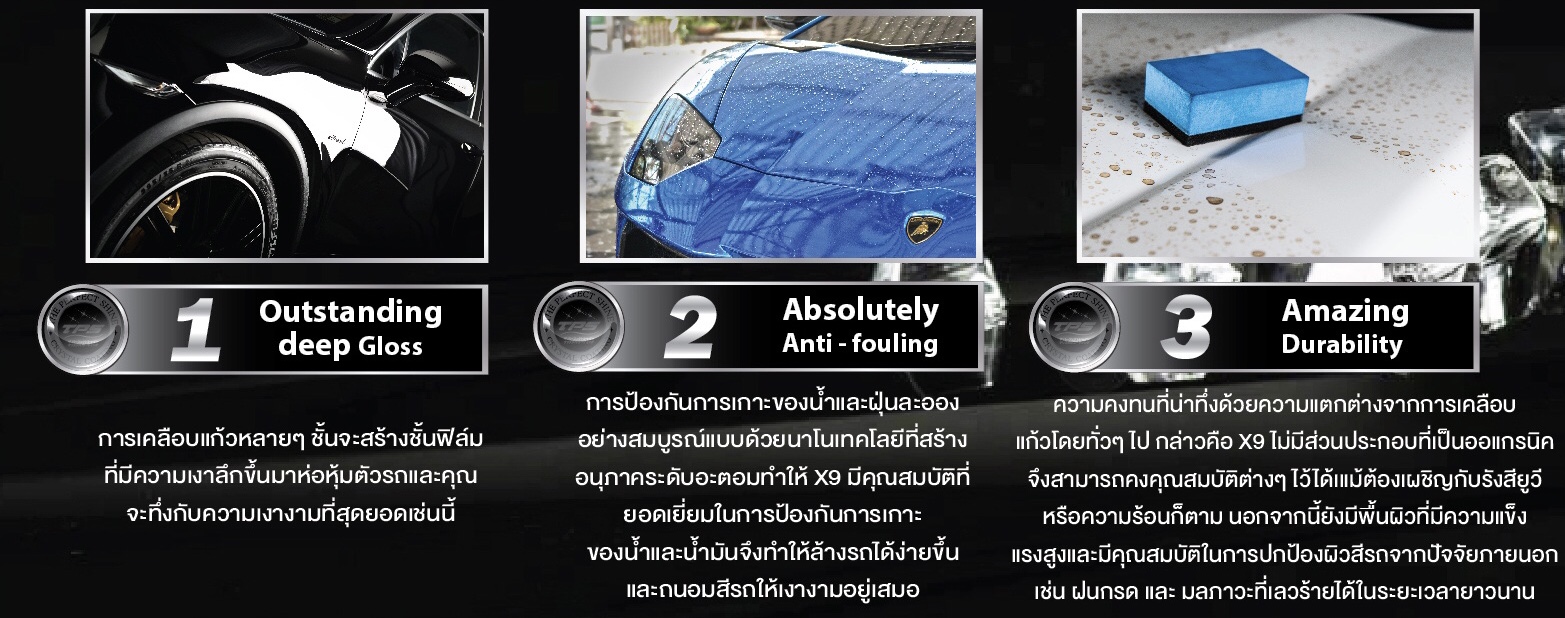 1
Outstanding
deep Gloss
การเคลือบแก้วหลายๆ ชั้นจะสร้างชั้นฟิล์ม
ที่มีความเงาลึกขึ้นมาห่อหุ้มตัวรถและคุณ
จะทึ่งกับความเงางามที่สุดยอดเช่นนี้
2
Absolutely
Anti - fouling
การป้องกันการเกาะของน้ำและฝุ่นละออง
อย่างสมบูรณ์แบบด้วยนาโนเทคโลยีที่สร้าง
อนุภาคระดับอะตอมทำให้ X9 มีคุณสมบัติที่
ยอดเยี่ยมในการป้องกันการเกาะ
ของน้ำและน้ำมันจึงทำให้ล้างรถได้ง่ายขึ้น
และถนอมสีรถให้เงางามอยู่เสมอ
3
Amazing
Durability
ความคงทนที่น่าทึ่งด้วยความแตกต่างจากการเคลือบ
แก้วโดยทั่วๆ ไป กล่าวคือ X9 ไม่มีส่วนประกอบที่เป็นออแกรนิค
จึงสามารถคงคุณสมบัติต่างๆ ไว้ได้แม้ต้องเผชิญกับรังสียูวี
หรือความร้อนก็ตาม นอกจากนี้ยังมีพื้นผิวที่มีความแข็ง
แรงสูงและมีคุณสมบัติในการปกป้องผิวสีรถจากปัจจัยภายนอก
เช่น ฝนกรด และ มลภาวะที่เลวร้ายได้ในระยะเวลายาวนาน